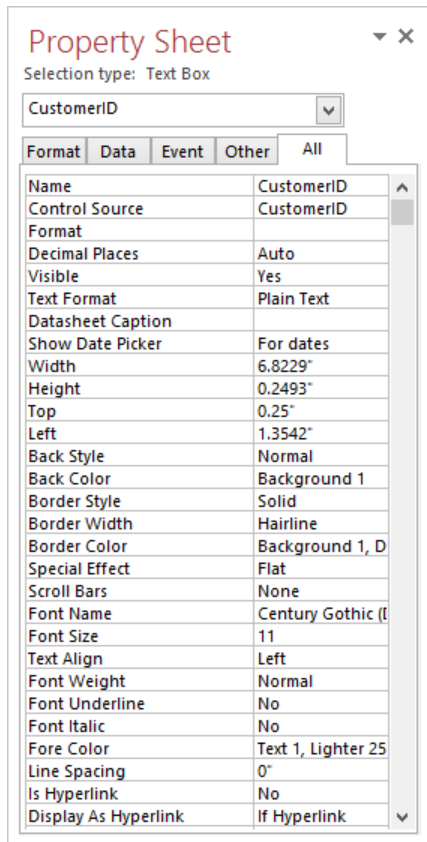 Property Sheet
Selection type: Text Box
CustomerID
Format Data Event Other All
Name CustomerID
Control Source CustomerID
Format
Decimal Places Auto
Visible Yes
Text Format Plain Text
Datasheet Caption
Show Date Picker For dates
Width 6.8229"
Height 0.2493"
Top 0.25"
Left 1.3542"
Back Style Normal
Back Color Background 1
Border Style Solid
Border Width Hairline
Border Color Background 1, D
Special Effect Flat
Scroll Bars None
Font Name Century Gothic (
Font Size 11
Text Align Left
Font Weight Normal
Font Underline No
Font Italic No
Fore Color Text 1, Lighter 25
Line Spacing 0"
Is Hyperlink No
Display As Hyperlink If Hyperlink